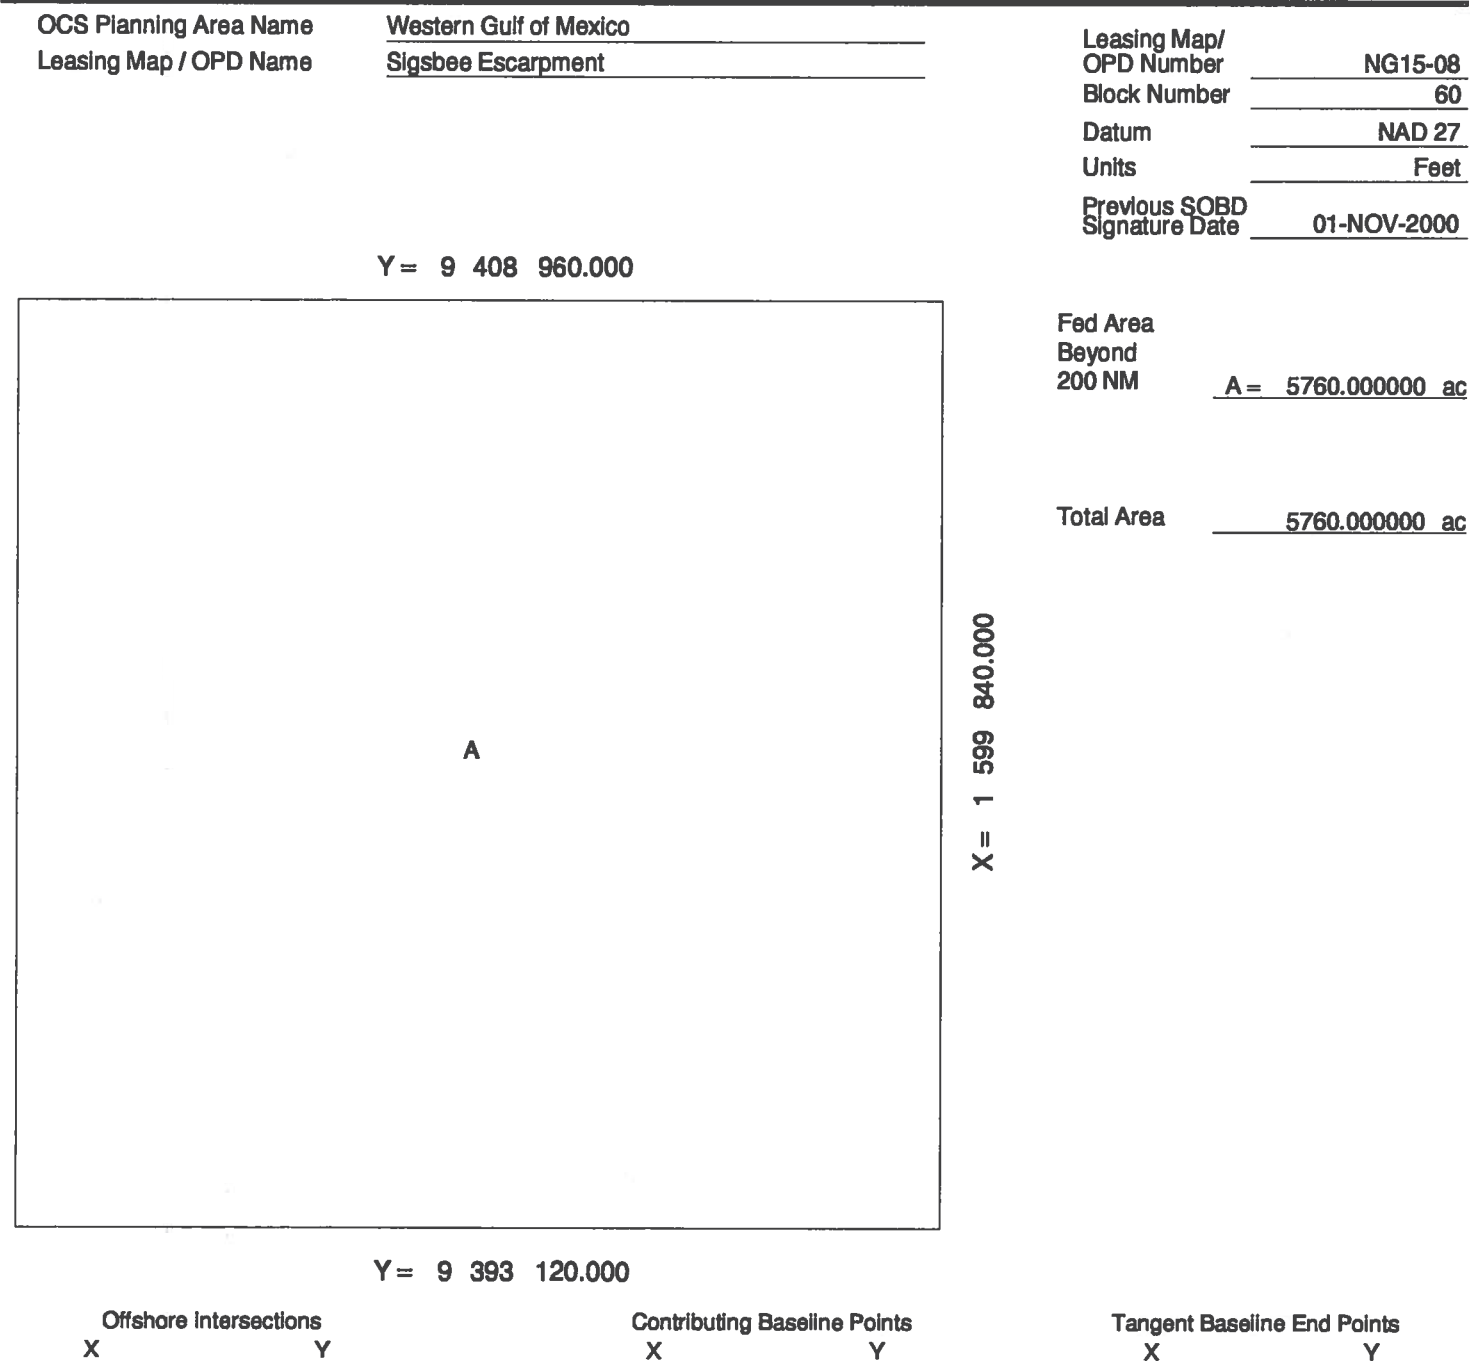 OCS Planning Area Name Western Gulf of Mexico
Leasing Map / OPD Name Sigsbee Escarpment
Leasing Map/
OPD Number NG15-08
Block Number 60
Datum NAD 27
Units Feet
Previous SOBD
Signature Date 01-NOV-2000
Y = 9 408 960.000
Fed Area
Beyond
200 NM A = 5760.000000 ac
Total Area 5760.000000 ac
X = 1 599 840.000
A
Y = 9 393 120.000
Offshore Intersections Contributing Baseline Points Tangent Baseline End Points
X Y X Y X Y